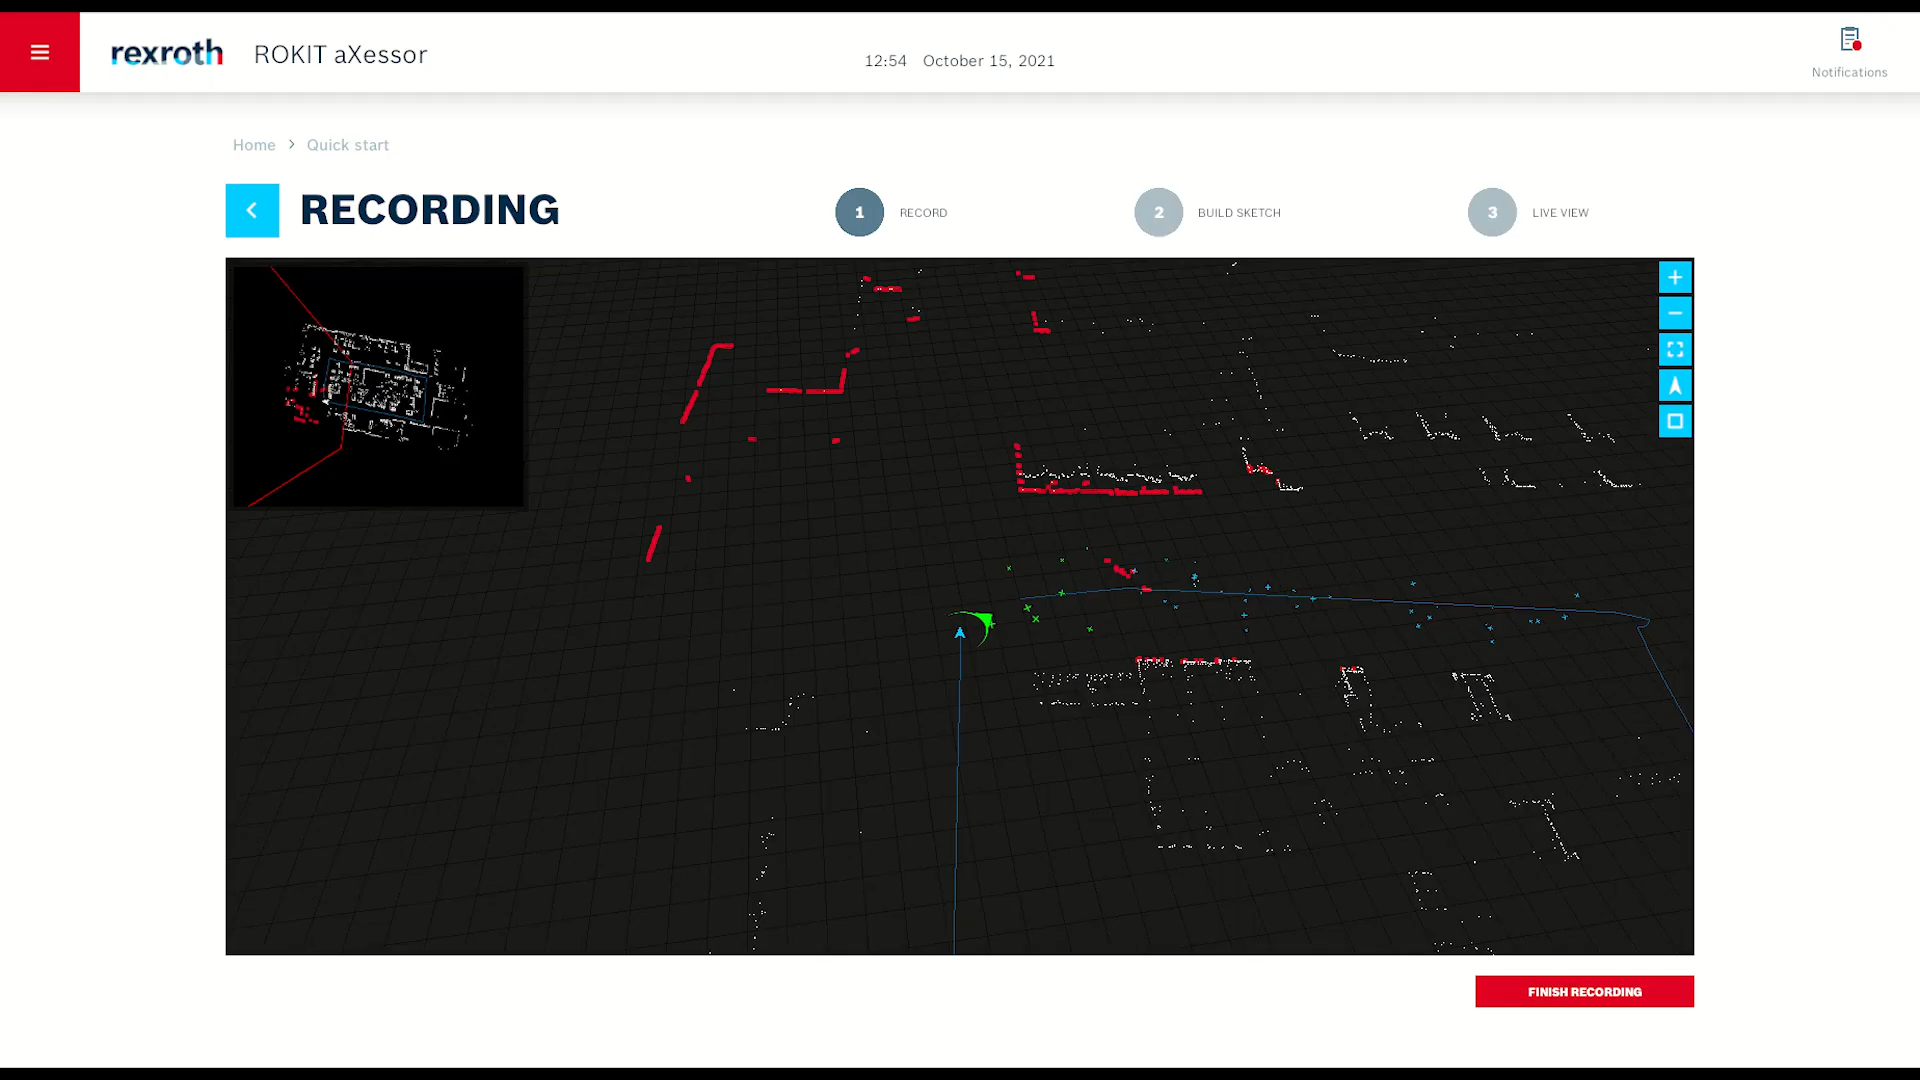 rexroth ROKIT aXessor
12:54 October 15, 2021
Notifications
Home > Quick start
RECORDING
1 RECORD
2 BUILD SKETCH
3 LIVE VIEW
FINISH RECORDING